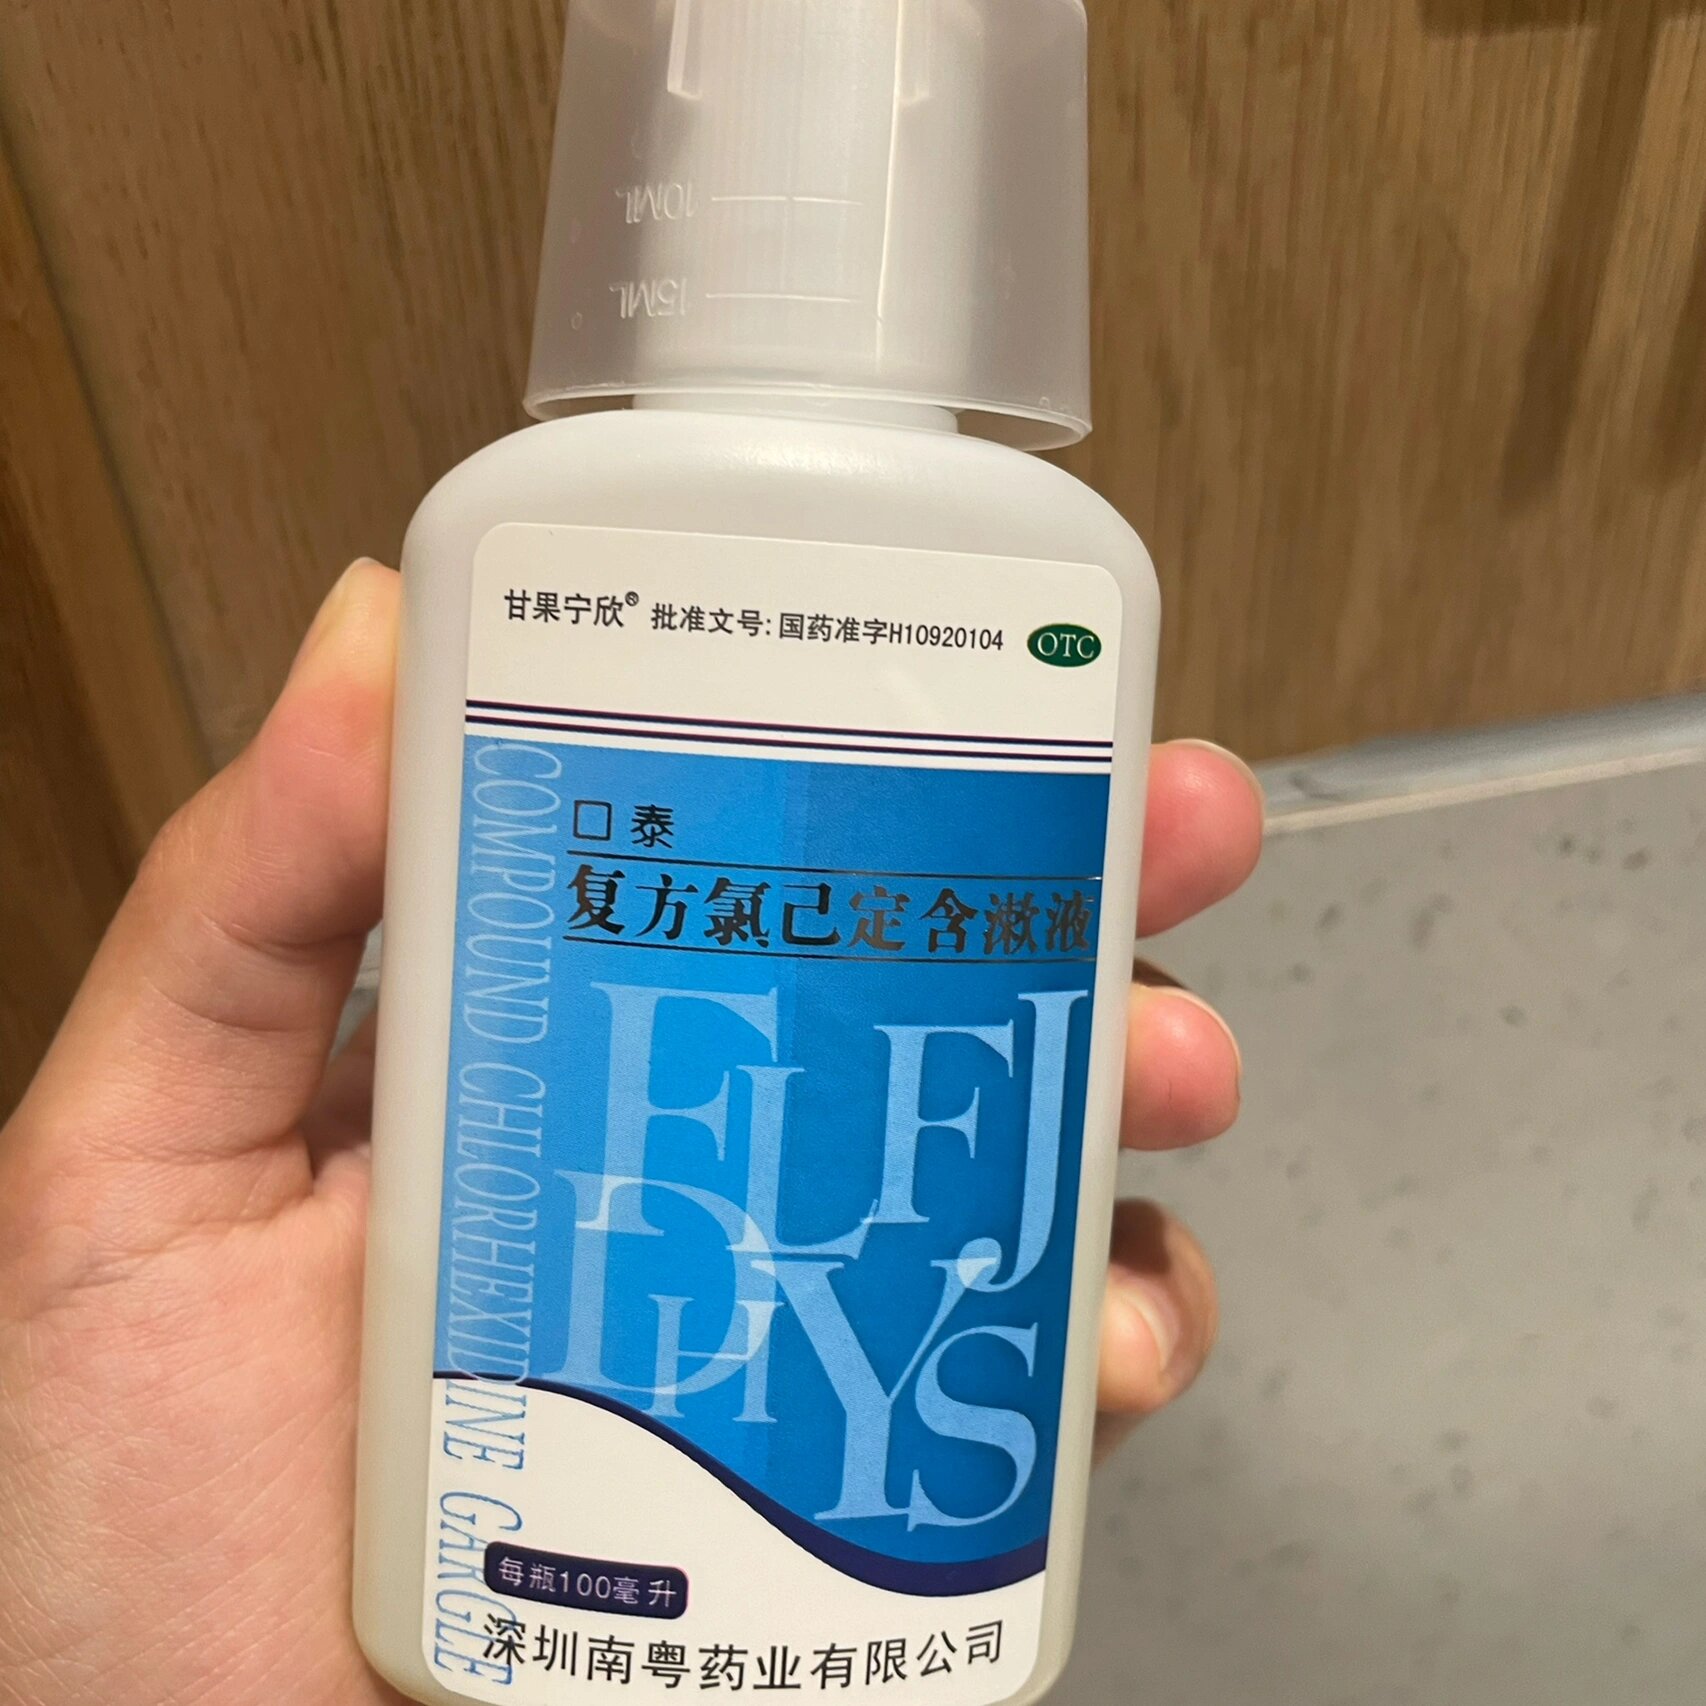 10ML
15ML
甘果宁欣® 批准文号:国药准字H10920104 OTC
口泰
复方氯己定含漱液
COMPOUND CHLORHEXIDINE GARGLE
FLFJ
DHYS
每瓶100毫升
深圳南粤药业有限公司